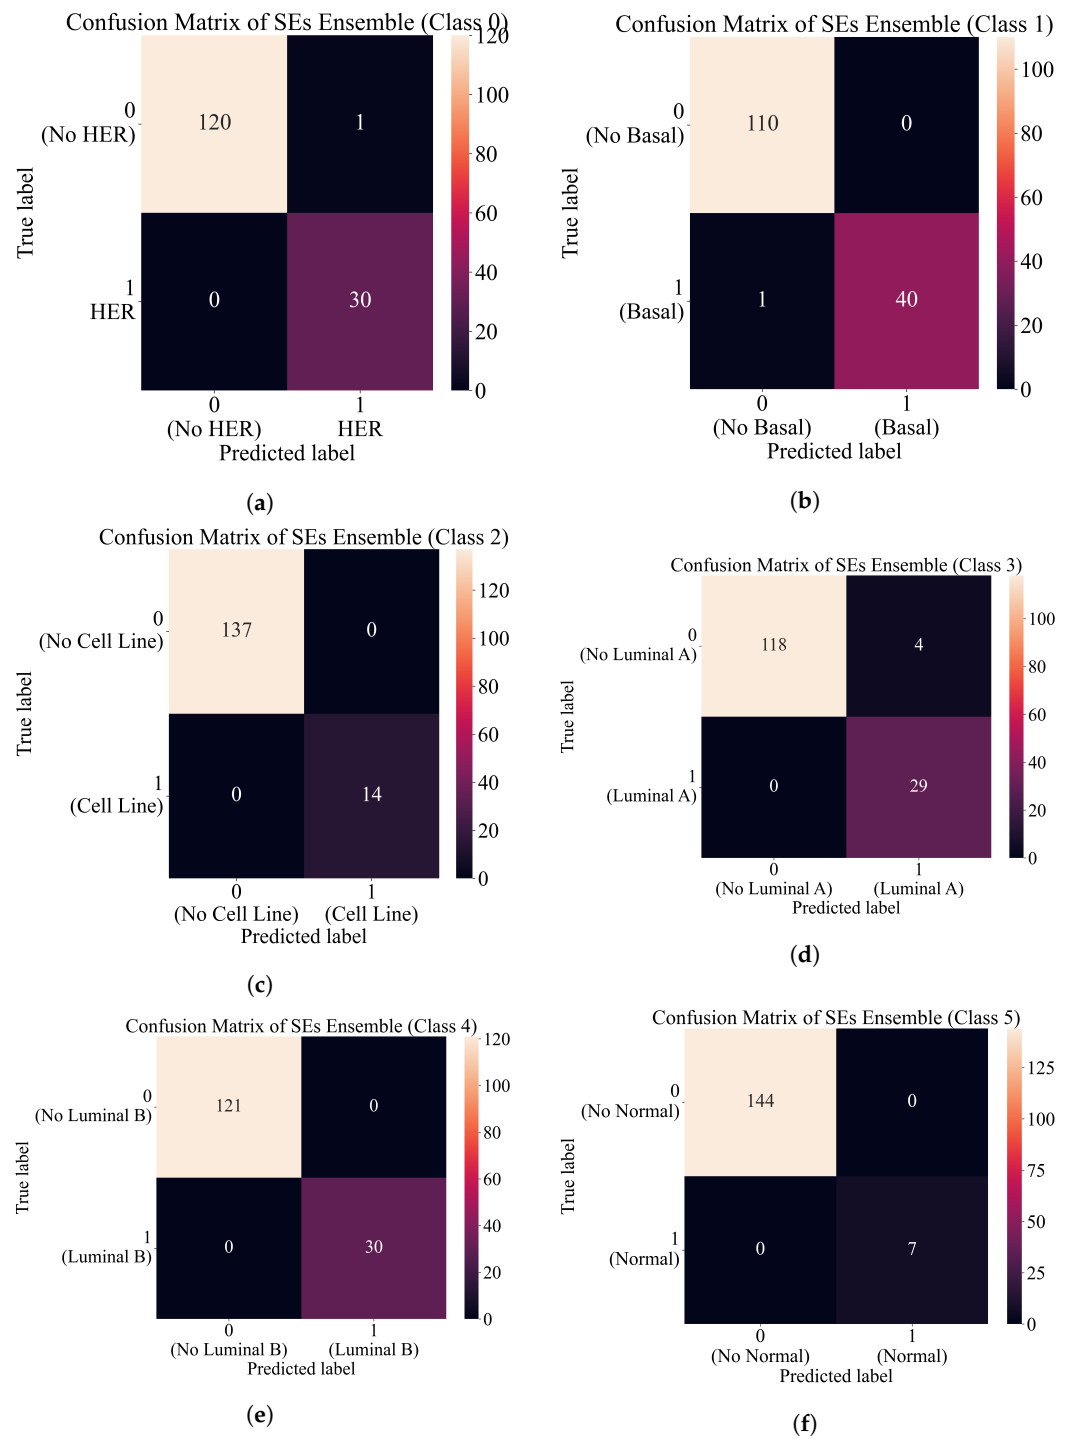 Confusion Matrix of SEs Ensemble (Class 0)
120
100
80
60
40
20
0
True label
0
(No HER)
120
1
1
HER
0
30
0
(No HER)
1
HER
Predicted label
(a)
Confusion Matrix of SEs Ensemble (Class 1)
100
80
60
40
20
0
True label
0
(No Basal)
110
0
1
(Basal)
1
40
0
(No Basal)
1
(Basal)
Predicted label
(b)
Confusion Matrix of SEs Ensemble (Class 2)
120
100
80
60
40
20
0
True label
0
(No Cell Line)
137
0
1
(Cell Line)
0
14
0
(No Cell Line)
1
(Cell Line)
Predicted label
(c)
Confusion Matrix of SEs Ensemble (Class 3)
100
80
60
40
20
0
True label
0
(No Luminal A)
118
4
1
(Luminal A)
0
29
0
(No Luminal A)
1
(Luminal A)
Predicted label
(d)
Confusion Matrix of SEs Ensemble (Class 4)
120
100
80
60
40
20
0
True label
0
(No Luminal B)
121
0
1
(Luminal B)
0
30
0
(No Luminal B)
1
(Luminal B)
Predicted label
(e)
Confusion Matrix of SEs Ensemble (Class 5)
125
100
75
50
25
0
True label
0
(No Normal)
144
0
1
(Normal)
0
7
0
(No Normal)
1
(Normal)
Predicted label
(f)